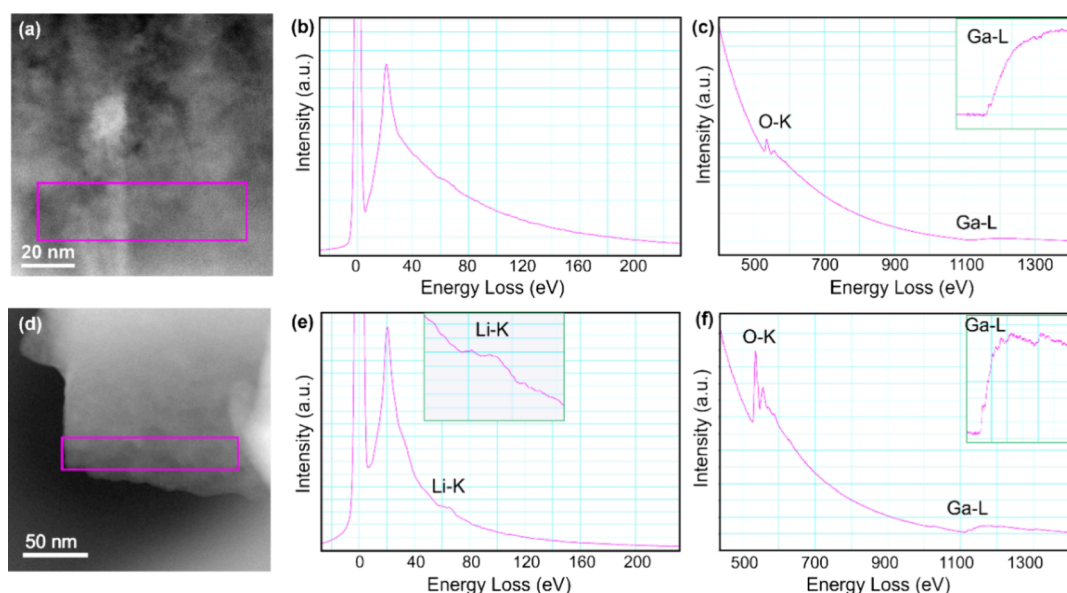 (a)
20 nm
(b)
Intensity (a.u.)
0 40 80 120 160 200
Energy Loss (eV)
(c)
Intensity (a.u.)
O-K
Ga-L
Ga-L
500 700 900 1100 1300
Energy Loss (eV)
(d)
50 nm
(e)
Intensity (a.u.)
Li-K
Li-K
0 40 80 120 160 200
Energy Loss (eV)
(f)
Intensity (a.u.)
O-K
Ga-L
Ga-L
500 700 900 1100 1300
Energy Loss (eV)